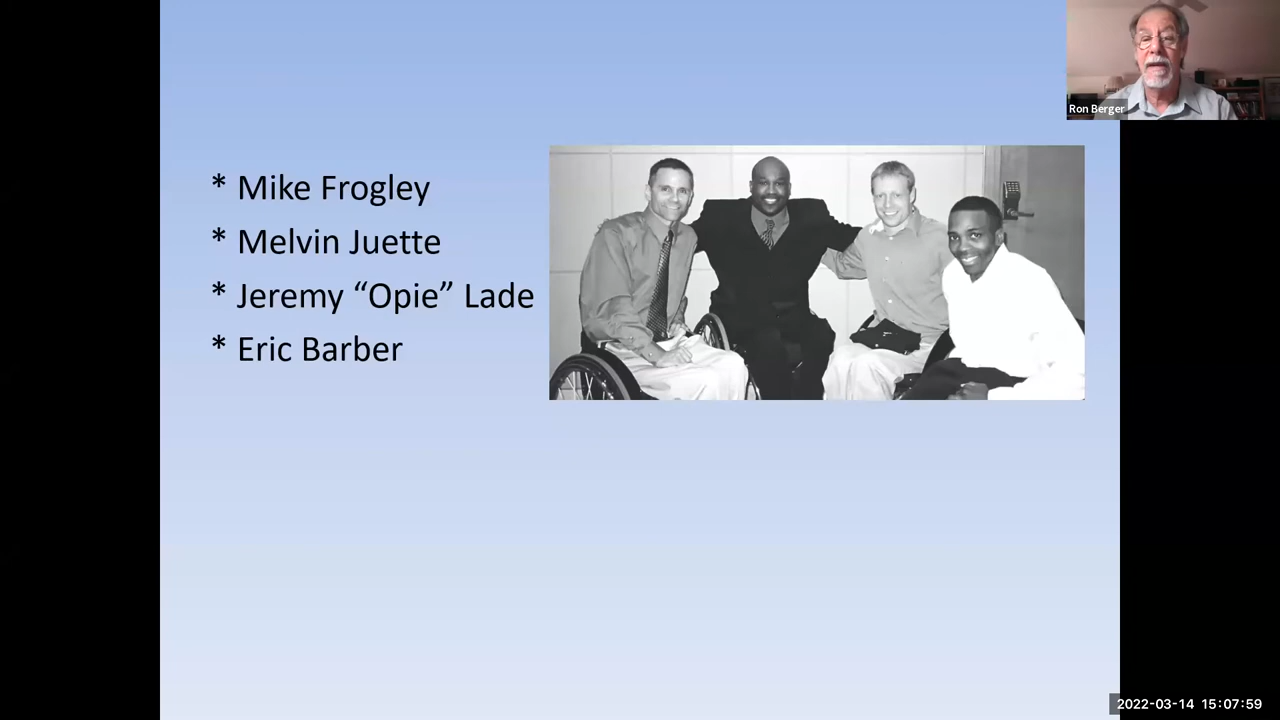 Ron Berger
* Mike Frogley
* Melvin Juette
* Jeremy “Opie” Lade
* Eric Barber
2022-03-14 15:07:59